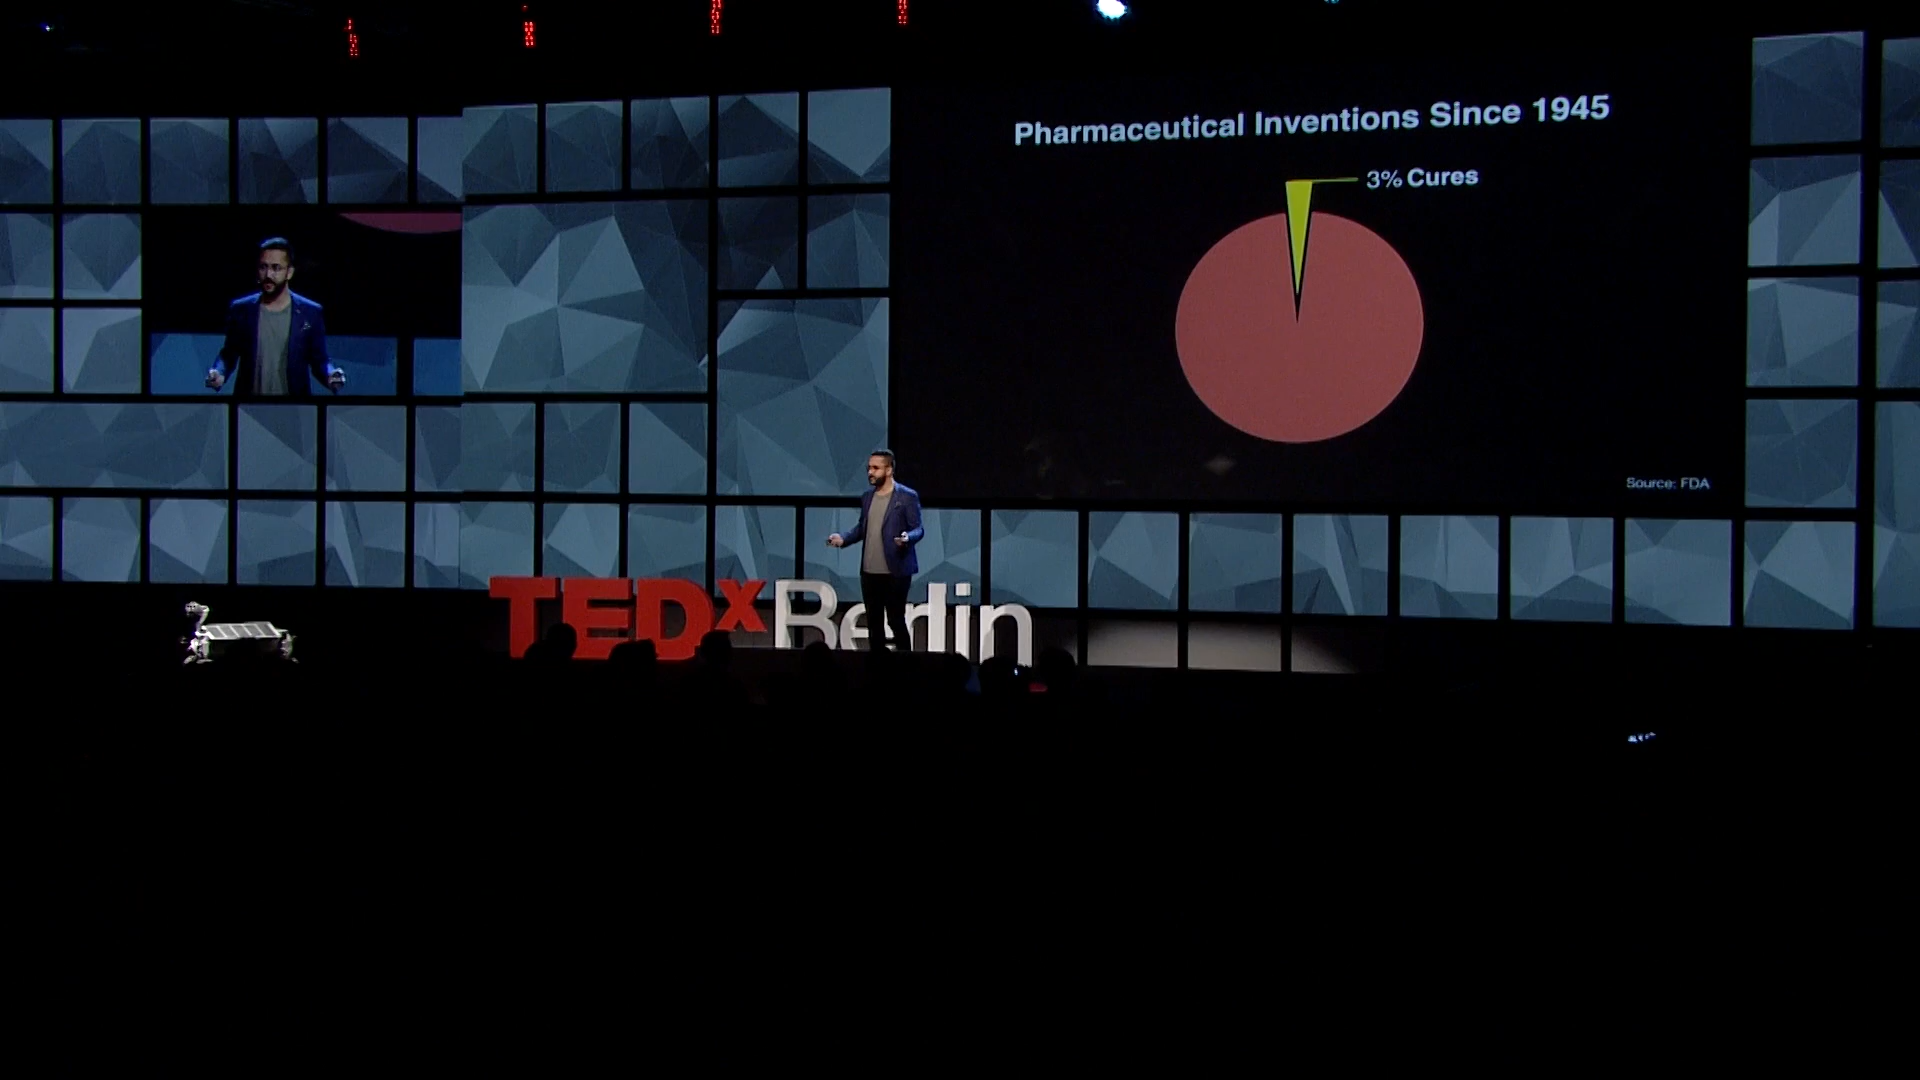 Pharmaceutical Inventions Since 1945
3% Cures
Source: FDA
TEDxBerlin